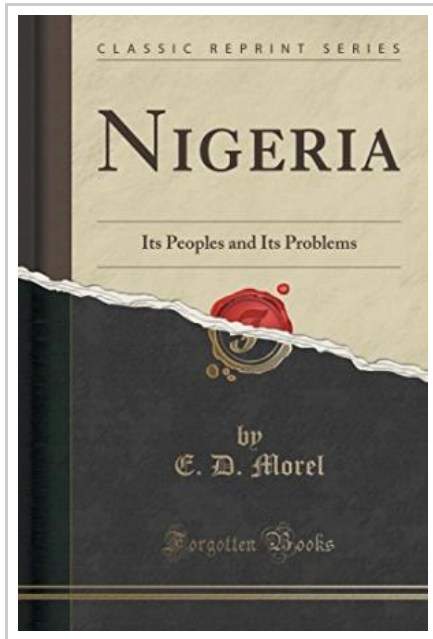 CLASSIC REPRINT SERIES
NIGERIA
Its Peoples and Its Problems
by
E. D. Morel
Forgotten Books